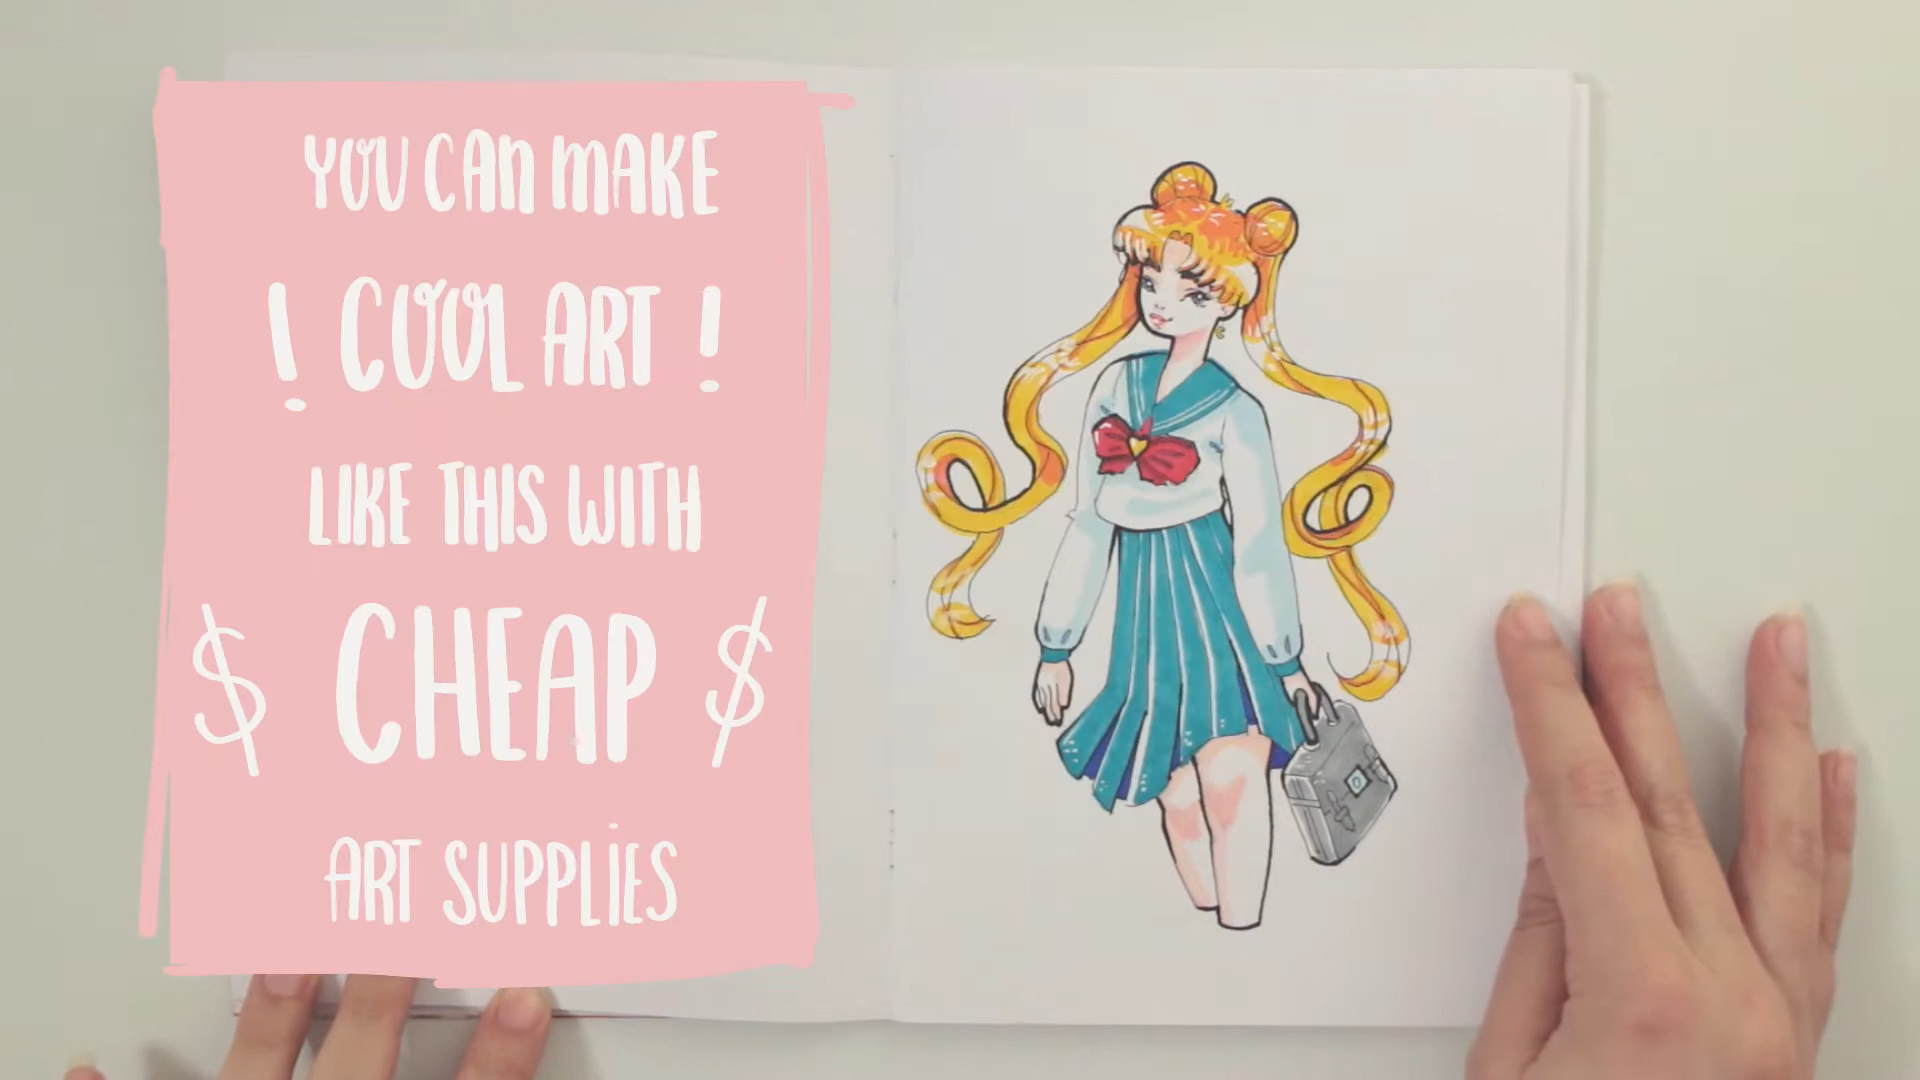 YOU CAN MAKE
! COOL ART !
LIKE THIS WITH
$ CHEAP $
ART SUPPLIES